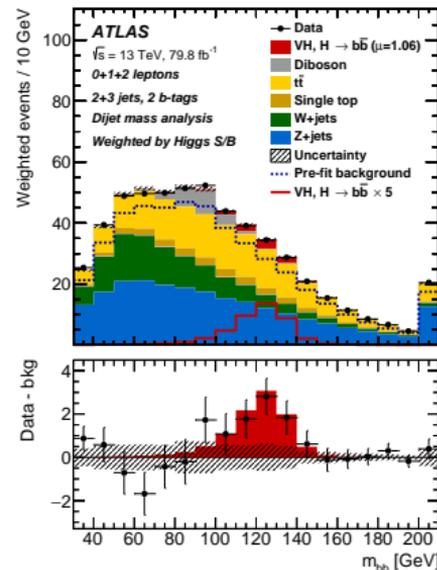 Weighted events / 10 GeV
100
80
60
40
20
ATLAS
√s = 13 TeV, 79.8 fb⁻¹
0+1+2 leptons
2+3 jets, 2 b-tags
Dijet mass analysis
Weighted by Higgs S/B
Data
VH, H → bb̄ (μ=1.06)
Diboson
tt̄
Single top
W+jets
Z+jets
Uncertainty
Pre-fit background
VH, H → bb̄ × 5
Data - bkg
4
2
0
−2
40 60 80 100 120 140 160 180 200
m_bb [GeV]